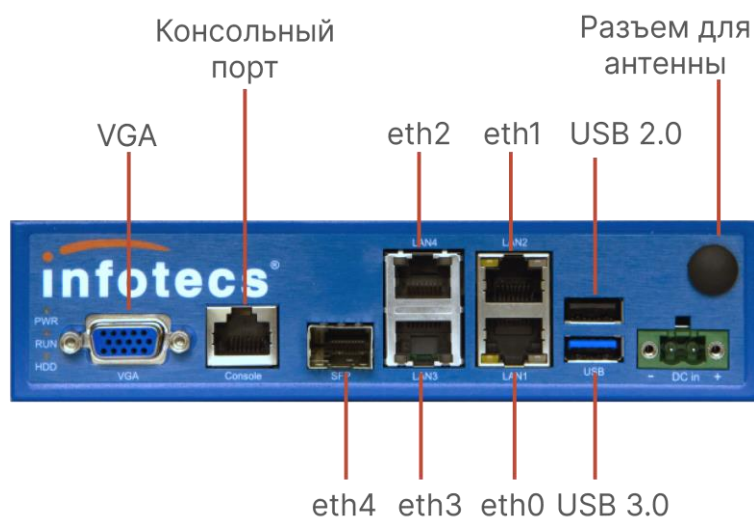 Консольный
порт
Разъем для
антенны
VGA
eth2
eth1
USB 2.0
infotecs®
LAN4
LAN2
PWR
RUN
HDD
VGA
Console
SFP
LAN3
LAN1
USB
- DC in +
eth4
eth3
eth0
USB 3.0